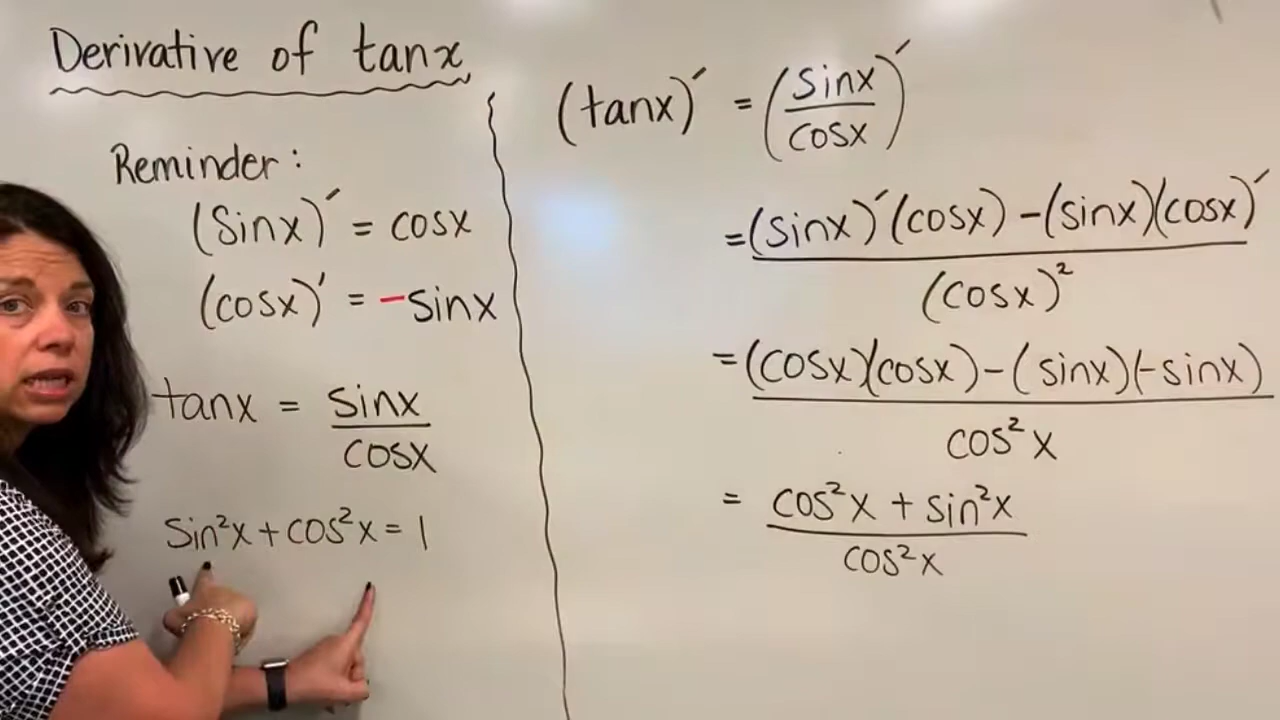 Derivative of tanx
Reminder:
(sinx)′ = cosx
(cosx)′ = -sinx
tanx = sinx/cosx
sin²x + cos²x = 1
(tanx)′ = (sinx/cosx)′
= (sinx)′(cosx) - (sinx)(cosx)′
(cosx)²
= (cosx)(cosx) - (sinx)(-sinx)
cos²x
= cos²x + sin²x
cos²x